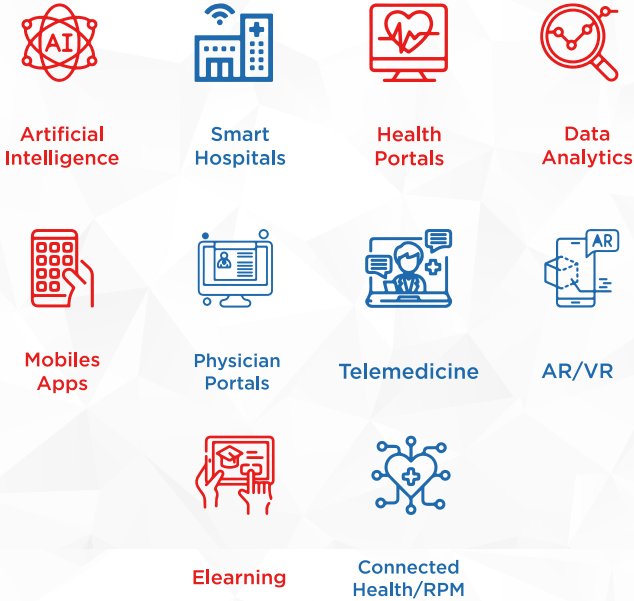 AI
Artificial
Intelligence
Smart
Hospitals
Health
Portals
Data
Analytics
AR
Mobiles
Apps
Physician
Portals
Telemedicine
AR/VR
Elearning
Connected
Health/RPM